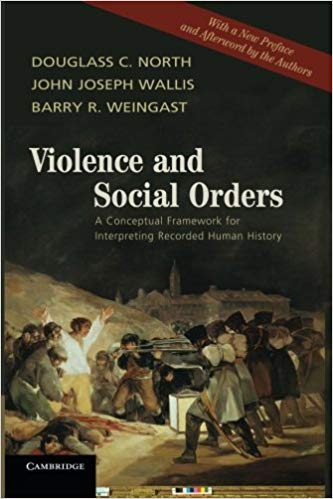 With a New Preface
and Afterword by the Authors
DOUGLASS C. NORTH
JOHN JOSEPH WALLIS
BARRY R. WEINGAST
Violence and
Social Orders
A Conceptual Framework for
Interpreting Recorded Human History
CAMBRIDGE